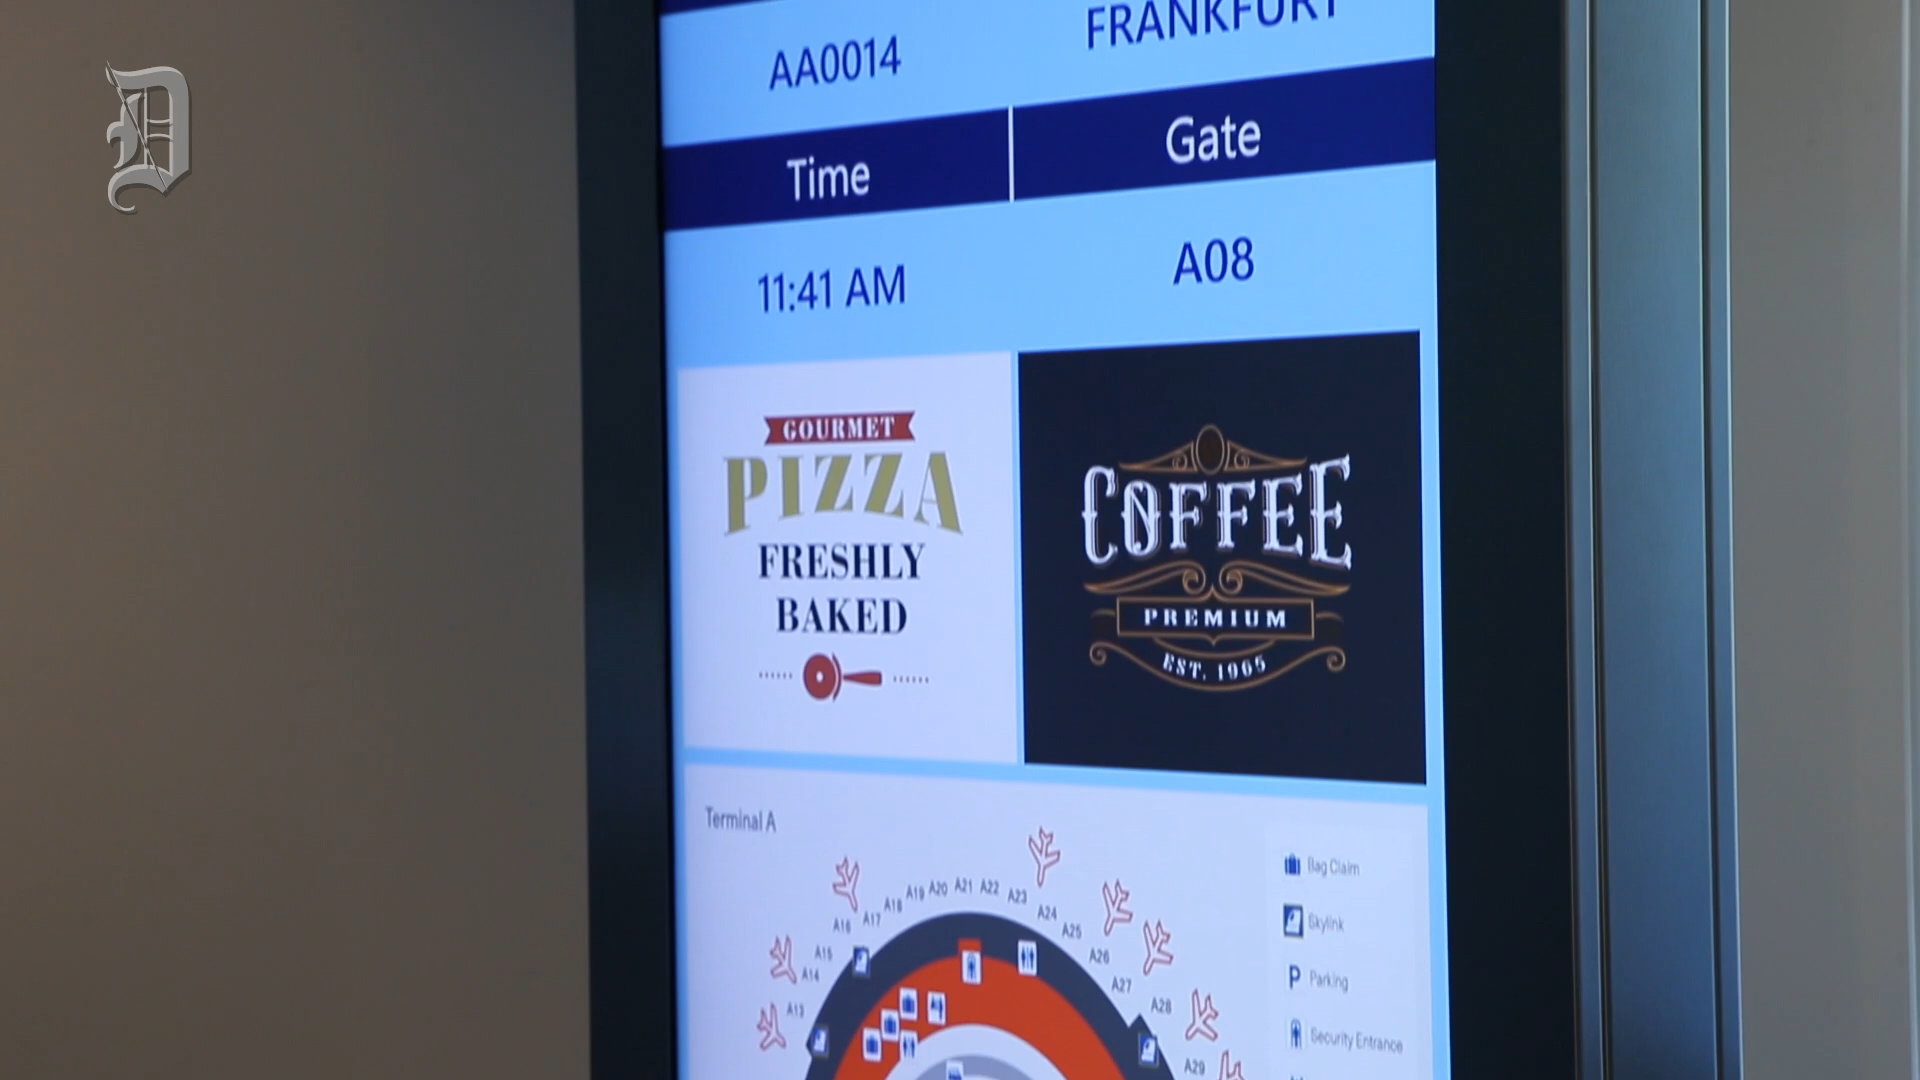 D
AA0014 FRANKFURT
Time Gate
11:41 AM A08
GOURMET
PIZZA
FRESHLY
BAKED
COFFEE
PREMIUM
EST. 1965
Terminal A
A13
A14
A15
A16
A17
A18
A19
A20
A21
A22
A23
A24
A25
A26
A27
A28
A29
Bag Claim
Skylink
P Parking
Security Entrance